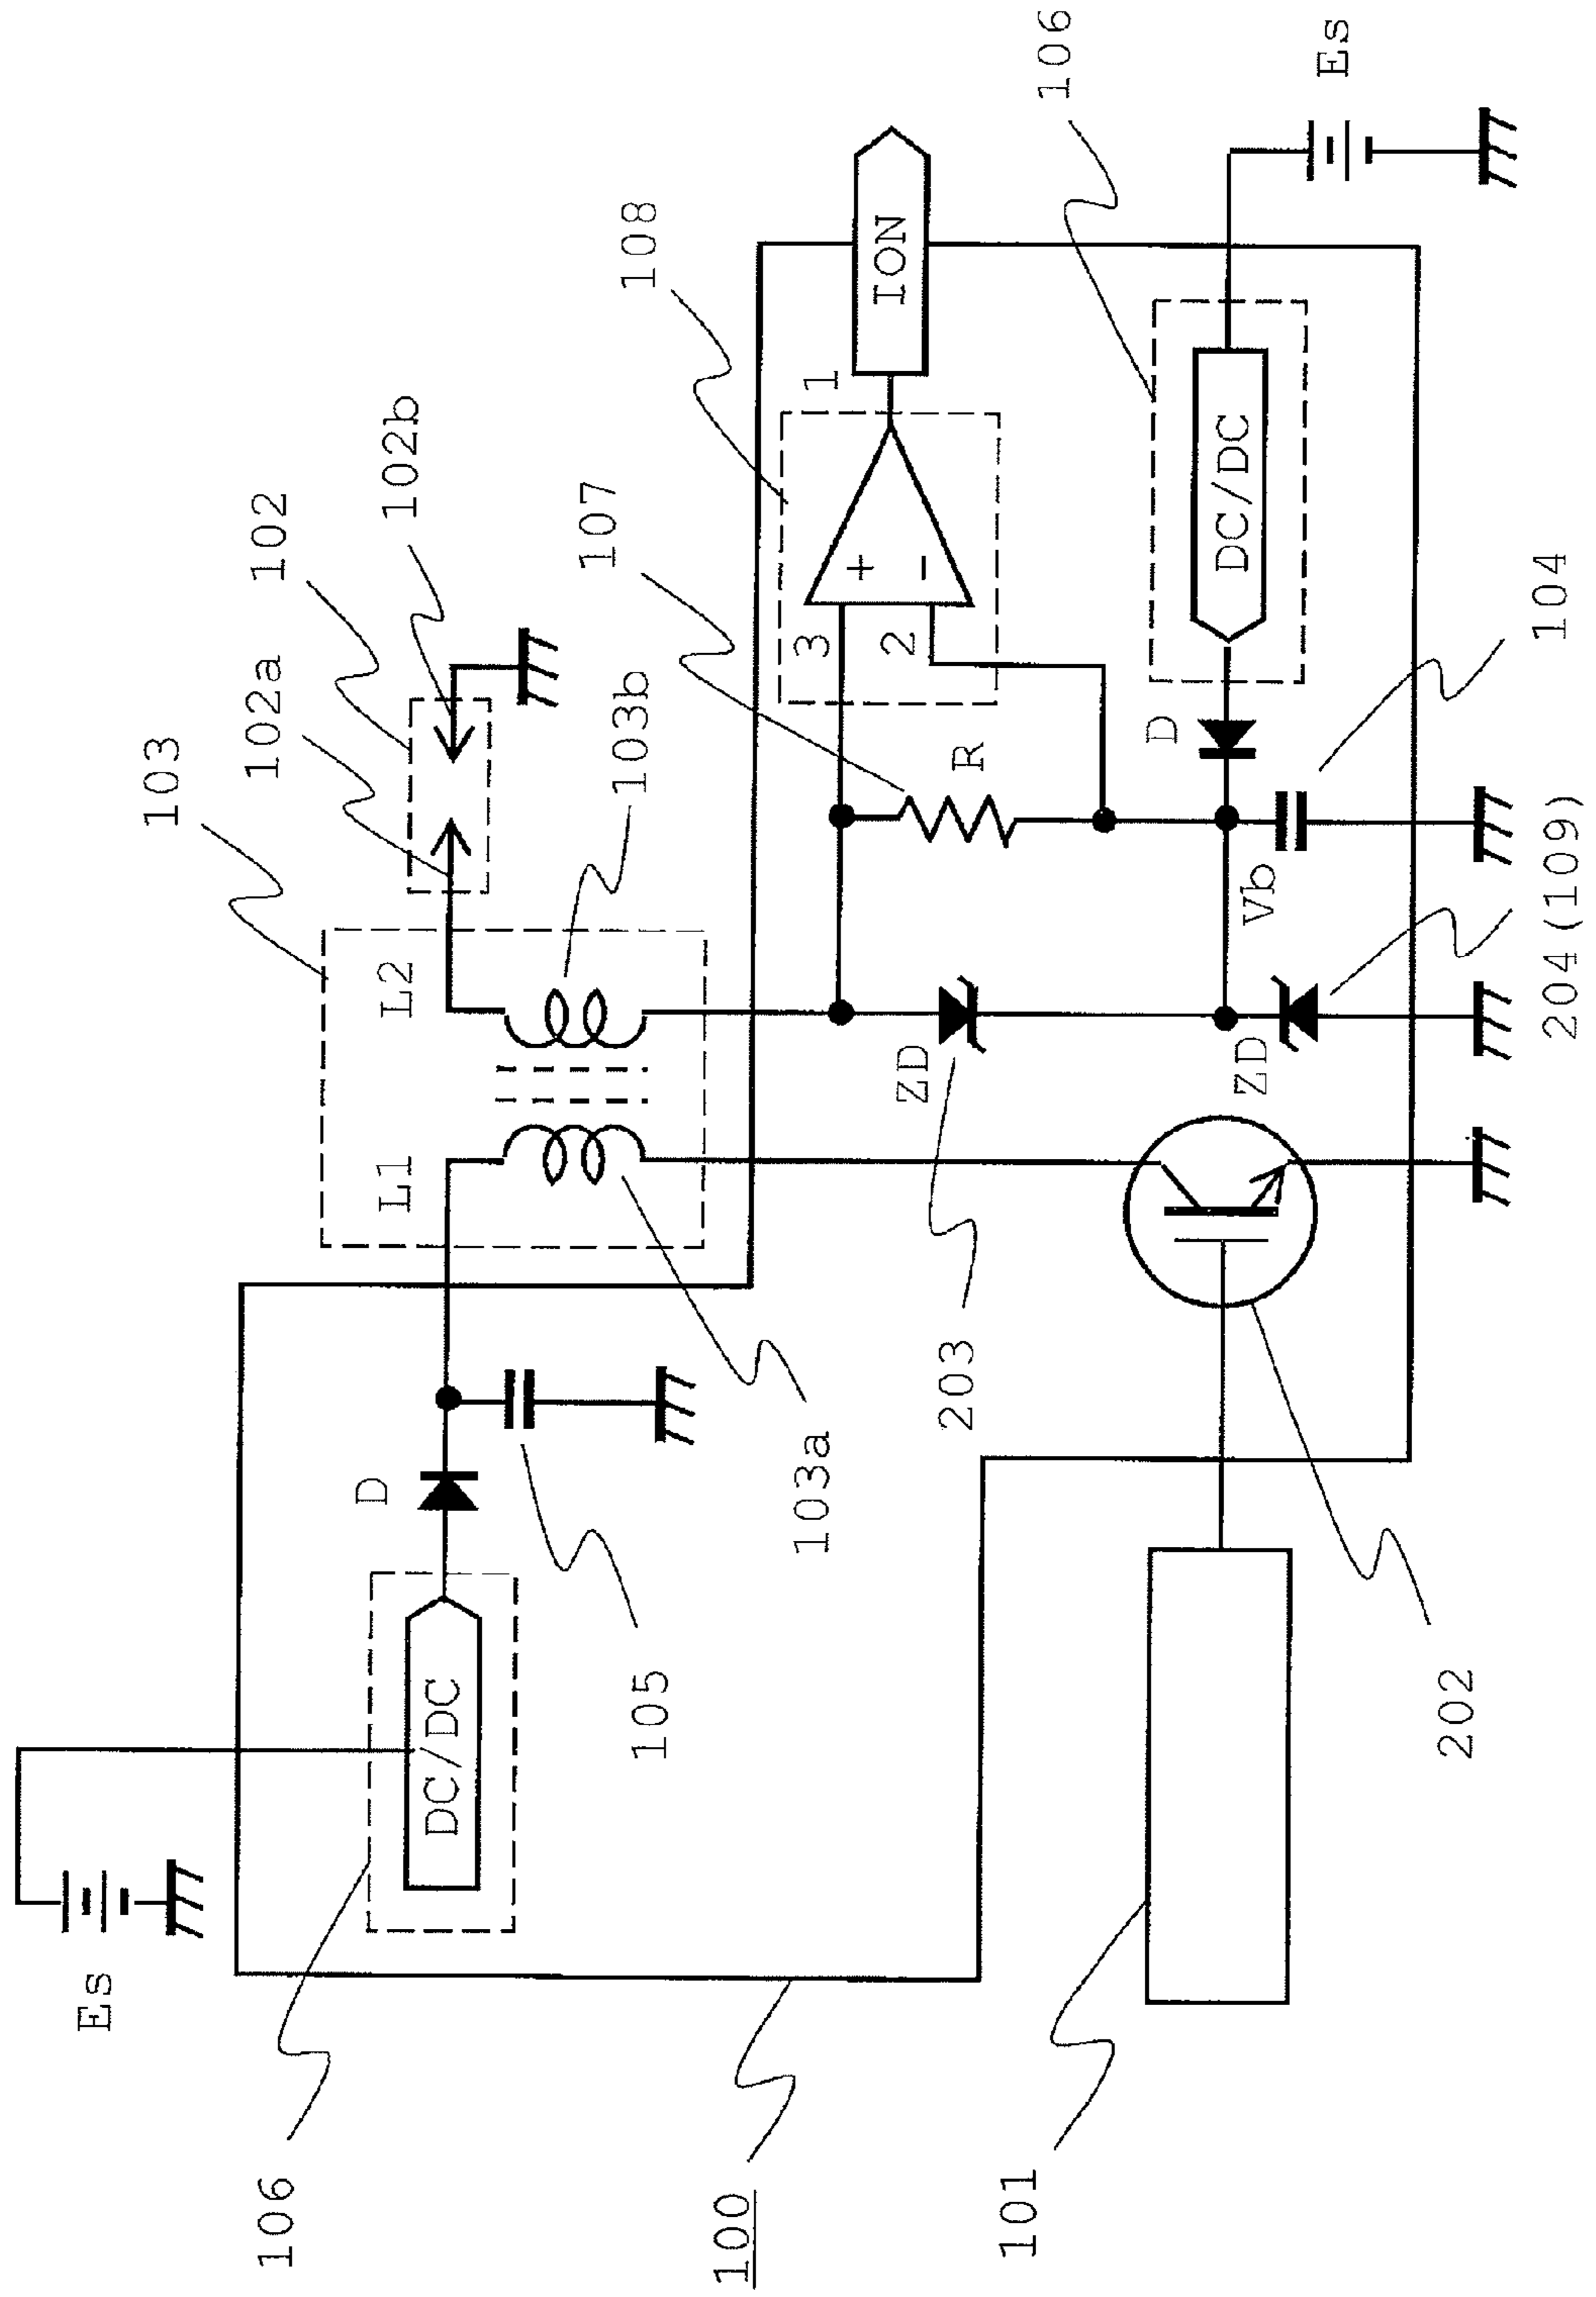 Es
106
DC/DC
D
105
103
L1
L2
103a
103b
102
102a
102b
107
108
3
2
+
-
1
ION
R
106
DC/DC
D
Es
104
Vb
ZD
203
ZD
204 (109)
202
100
101